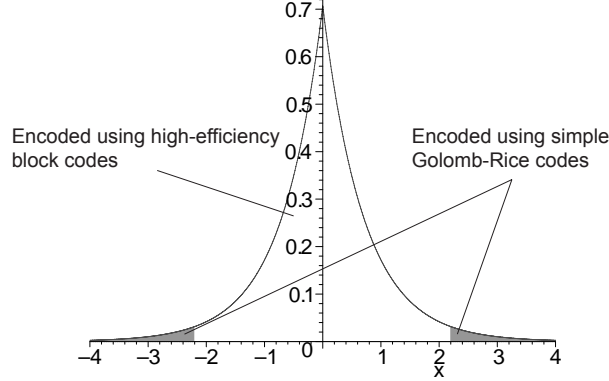 0.7
0.6
0.5
Encoded using high-efficiency
block codes
Encoded using simple
Golomb-Rice codes
0.4
0.3
0.2
0.1
–4 –3 –2 –1 0 1 2 3 4
x